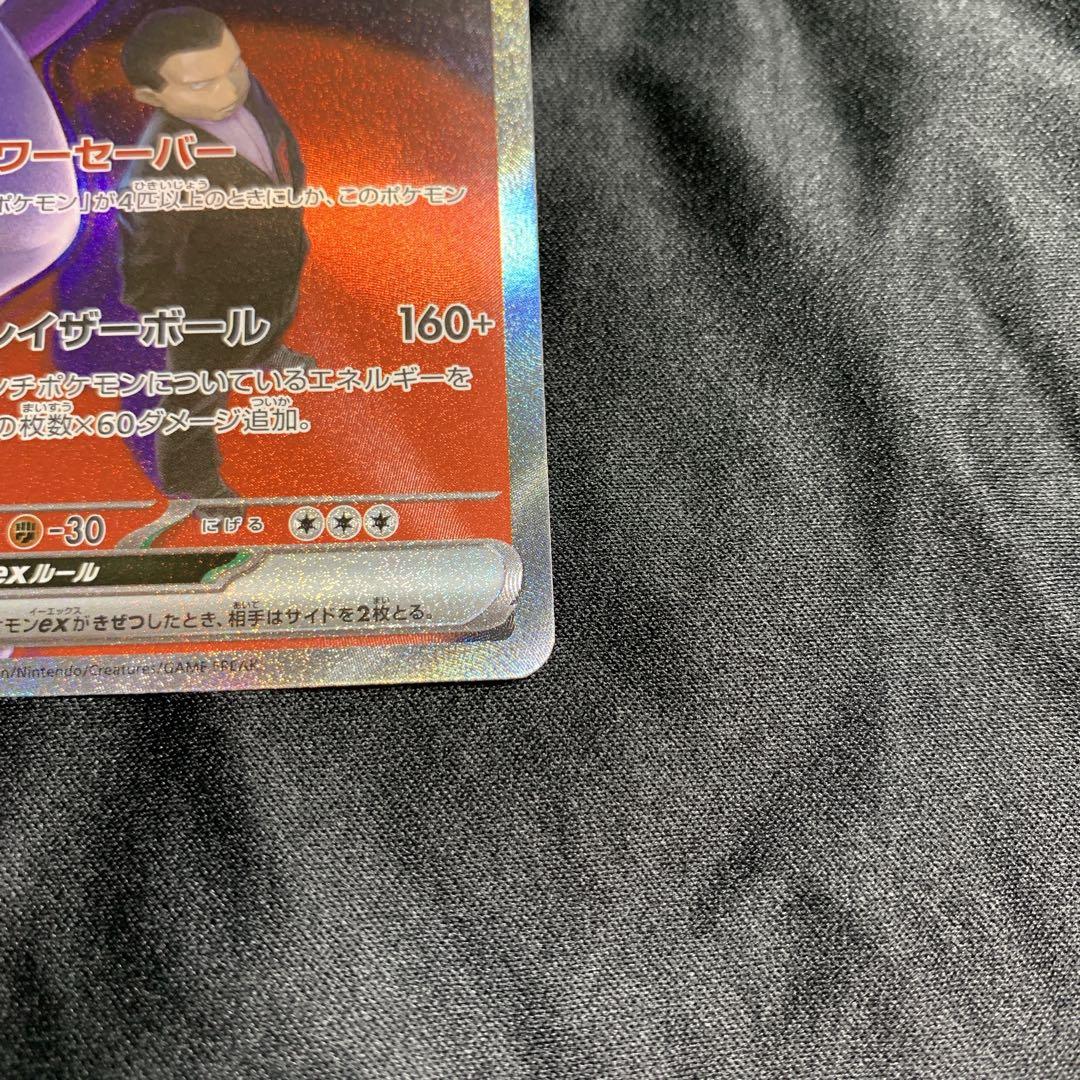 ワーセーバー
ひきいじょう
ポケモン」が4匹以上のときにしか、このポケモン
レイザーボール 160+
ンチポケモンについているエネルギーを
まいすう ついか
の枚数×60ダメージ追加。
-30 にげる
exルール
イーエックス あいて まい
ケモンexがきぜつしたとき、相手はサイドを2枚とる。
n/Nintendo/Creatures/GAME FREAK